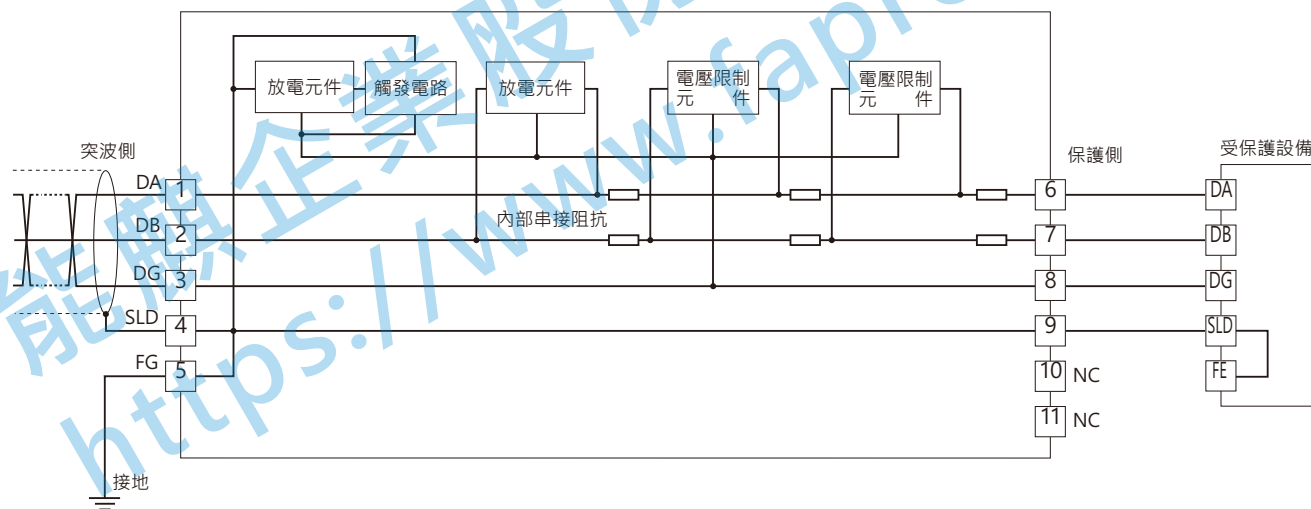 放電元件
觸發電路
放電元件
電壓限制
元 件
電壓限制
元 件
突波側
保護側
受保護設備
DA
1
6
DA
內部串接阻抗
DB
2
7
DB
DG
3
8
DG
SLD
4
9
SLD
FG
5
10
NC
FE
11
NC
接地
能麒企業股
https://www.fapro